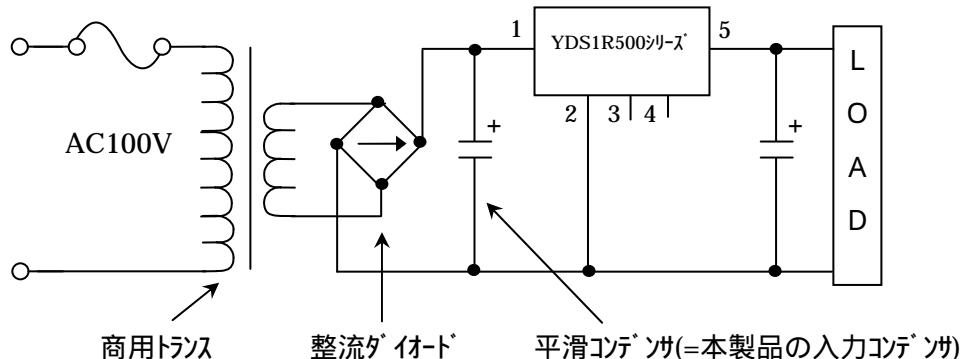 1
YDS1R500ｼﾘｰｽﾞ
5
2
3
4
+
+
AC100V
L
O
A
D
商用ﾄﾗﾝｽ
整流ﾀﾞｲｵｰﾄﾞ
平滑ｺﾝﾃﾞﾝｻ(=本製品の入力ｺﾝﾃﾞﾝｻ)